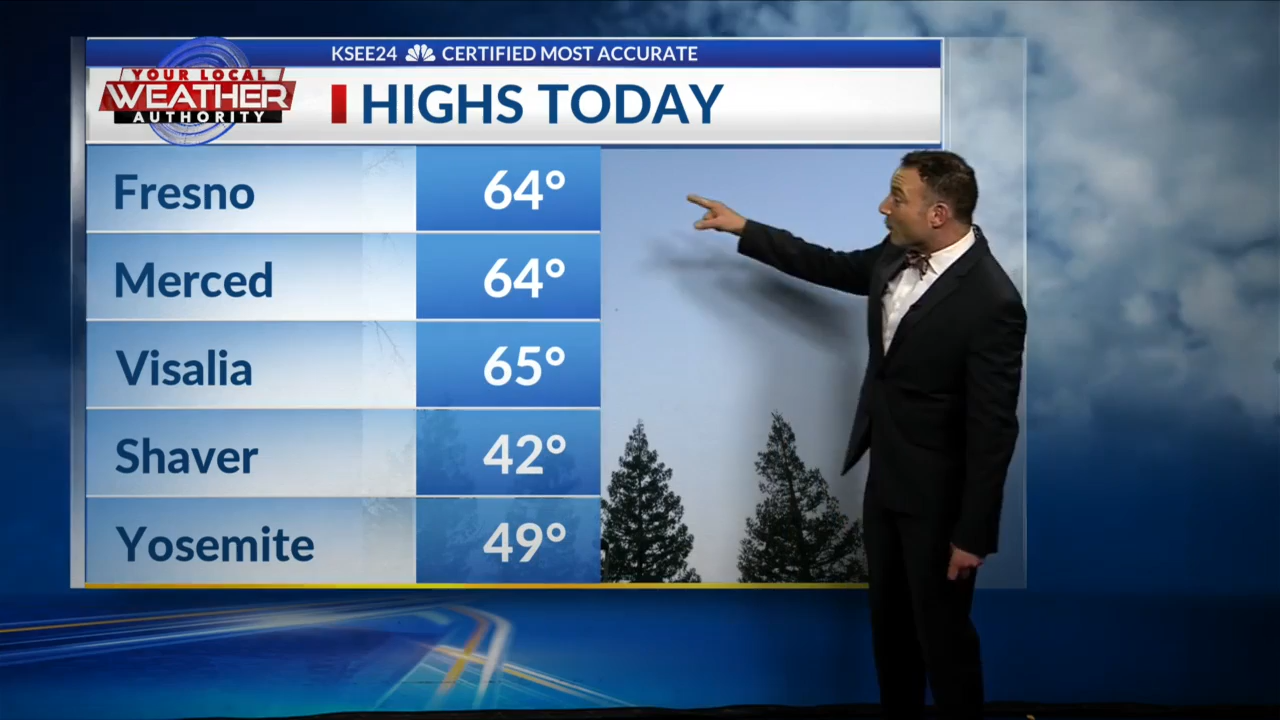 KSEE24 CERTIFIED MOST ACCURATE
YOUR LOCAL
WEATHER
AUTHORITY
HIGHS TODAY
Fresno 64°
Merced 64°
Visalia 65°
Shaver 42°
Yosemite 49°